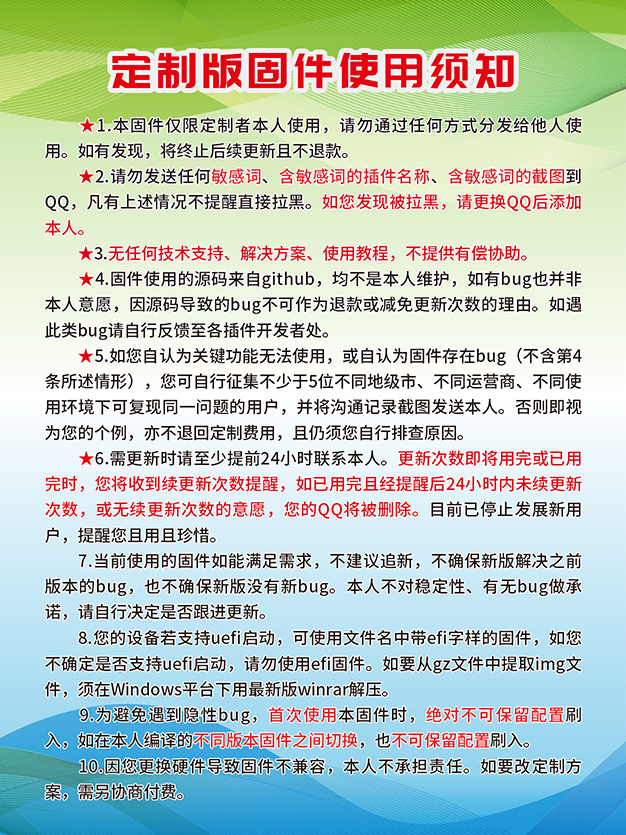 定制版固件使用须知
★1.本固件仅限定制者本人使用，请勿通过任何方式分发给他人使
用。如有发现，将终止后续更新且不退款。
★2.请勿发送任何敏感词、含敏感词的插件名称、含敏感词的截图到
QQ，凡有上述情况不提醒直接拉黑。如您发现被拉黑，请更换QQ后添加
本人。
★3.无任何技术支持、解决方案、使用教程，不提供有偿协助。
★4.固件使用的源码来自github，均不是本人维护，如有bug也并非
本人意愿，因源码导致的bug不可作为退款或减免更新次数的理由。如遇
此类bug请自行反馈至各插件开发者处。
★5.如您自认为关键功能无法使用，或自认为固件存在bug（不含第4
条所述情形），您可自行征集不少于5位不同地级市、不同运营商、不同使
用环境下可复现同一问题的用户，并将沟通记录截图发送本人。否则即视
为您的个例，亦不退回定制费用，且仍须您自行排查原因。
★6.需更新时请至少提前24小时联系本人。更新次数即将用完或已用
完时，您将收到续更新次数提醒，如已用完且经提醒后24小时内未续更新
次数，或无续更新次数的意愿，您的QQ将被删除。目前已停止发展新用
户，提醒您且用且珍惜。
7.当前使用的固件如能满足需求，不建议追新，不确保新版解决之前
版本的bug，也不确保新版没有新bug。本人不对稳定性、有无bug做承
诺，请自行决定是否跟进更新。
8.您的设备若支持uefi启动，可使用文件名中带efi字样的固件，如您
不确定是否支持uefi启动，请勿使用efi固件。如要从gz文件中提取img文
件，须在Windows平台下用最新版winrar解压。
9.为避免遇到隐性bug，首次使用本固件时，绝对不可保留配置刷
入，如在本人编译的不同版本固件之间切换，也不可保留配置刷入。
10.因您更换硬件导致固件不兼容，本人不承担责任。如要改定制方
案，需另协商付费。